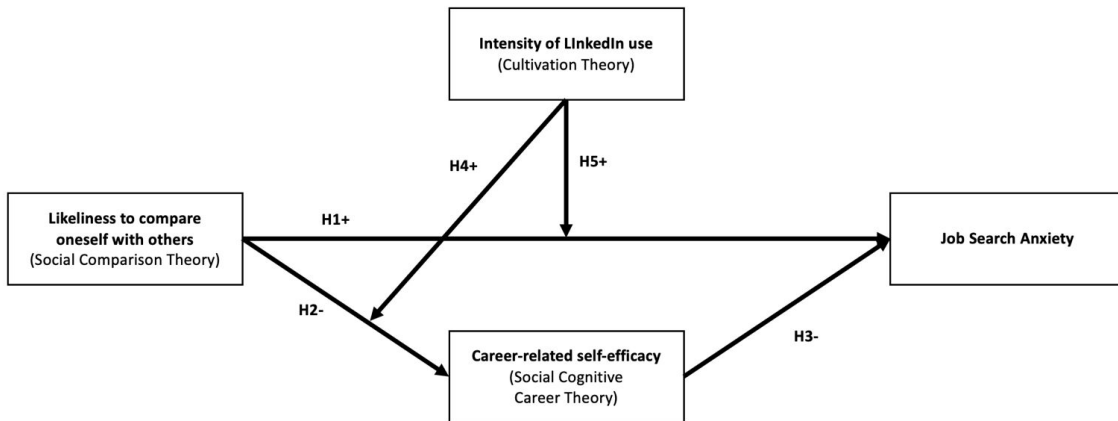 Intensity of LInkedIn use
(Cultivation Theory)
H4+
H5+
Likeliness to compare
oneself with others
(Social Comparison Theory)
H1+
Job Search Anxiety
H2-
H3-
Career-related self-efficacy
(Social Cognitive
Career Theory)